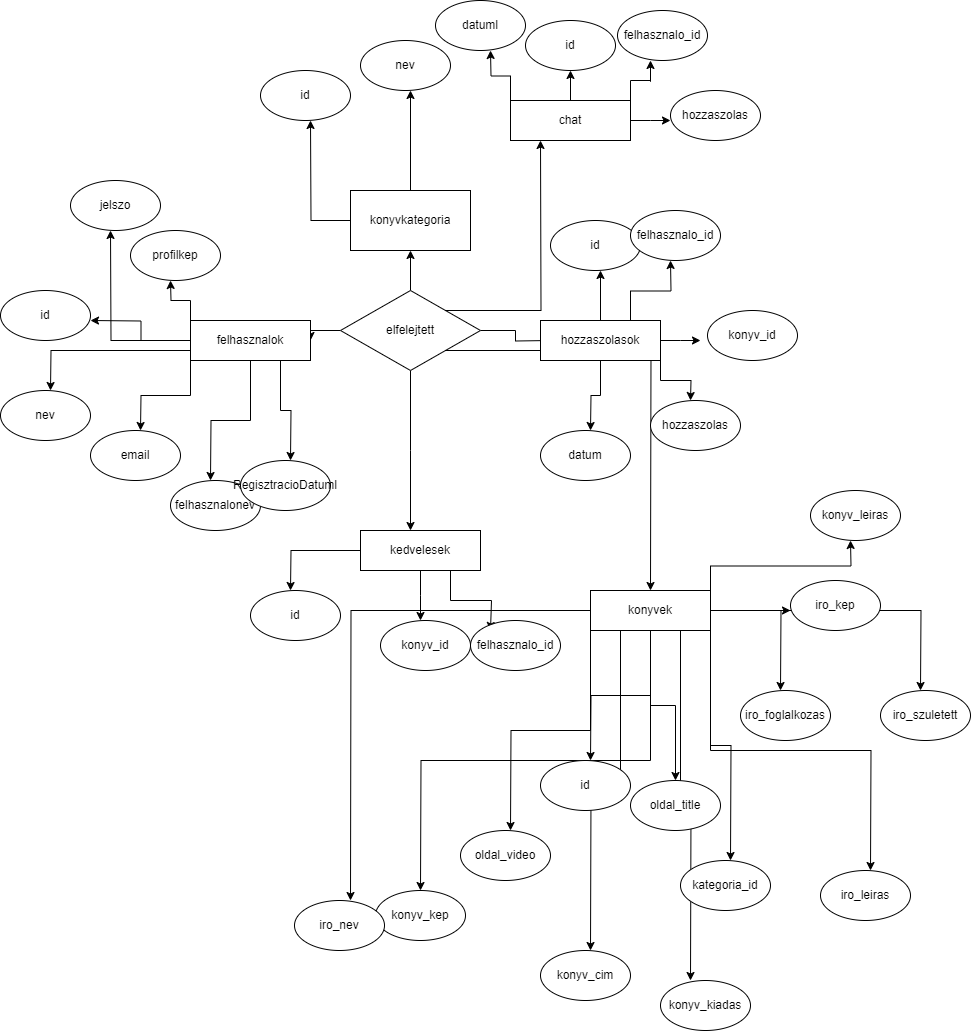 datumI
id
felhasznalo_id
nev
id
chat
hozzaszolas
jelszo
konyvkategoria
profilkep
id
felhasznalo_id
id
felhasznalok
elfelejtett
hozzaszolasok
konyv_id
nev
email
datum
hozzaszolas
felhasznalonev
RegisztracioDatumI
kedvelesek
konyv_leiras
id
konyv_id
felhasznalo_id
konyvek
iro_kep
iro_foglalkozas
iro_szuletett
id
oldal_title
oldal_video
kategoria_id
iro_leiras
iro_nev
konyv_kep
konyv_cim
konyv_kiadas